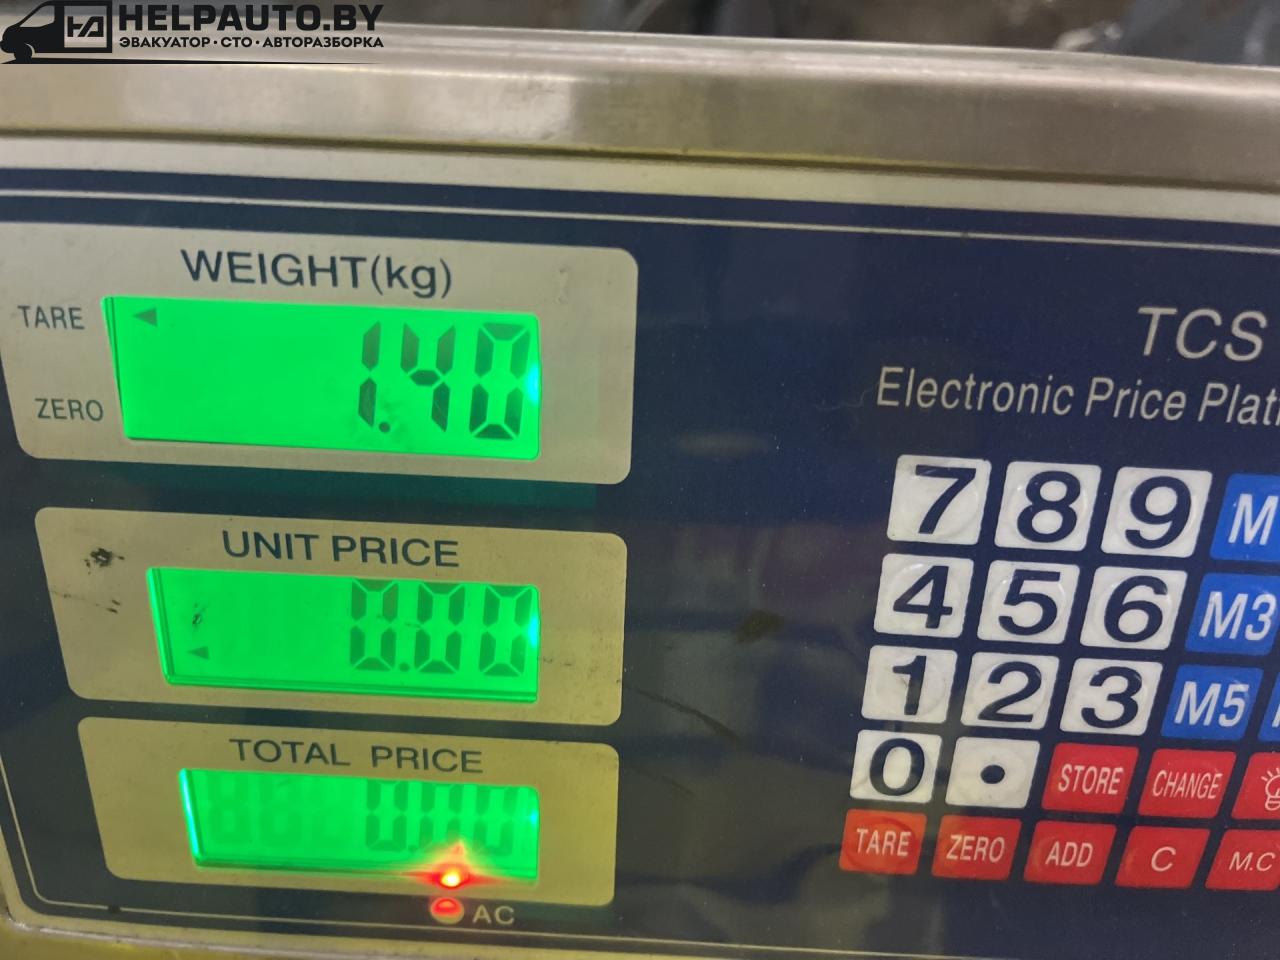 HA HELPAUTO.BY
ЭВАКУАТОР · СТО · АВТОРАЗБОРКА
WEIGHT(kg)
TARE
1.40
ZERO
TCS
Electronic Price
UNIT PRICE
0.00
TOTAL PRICE
0.00
AC
7 8 9 M
4 5 6 M3
1 2 3 M5
0 . STORE CHANGE
TARE ZERO ADD C M.C